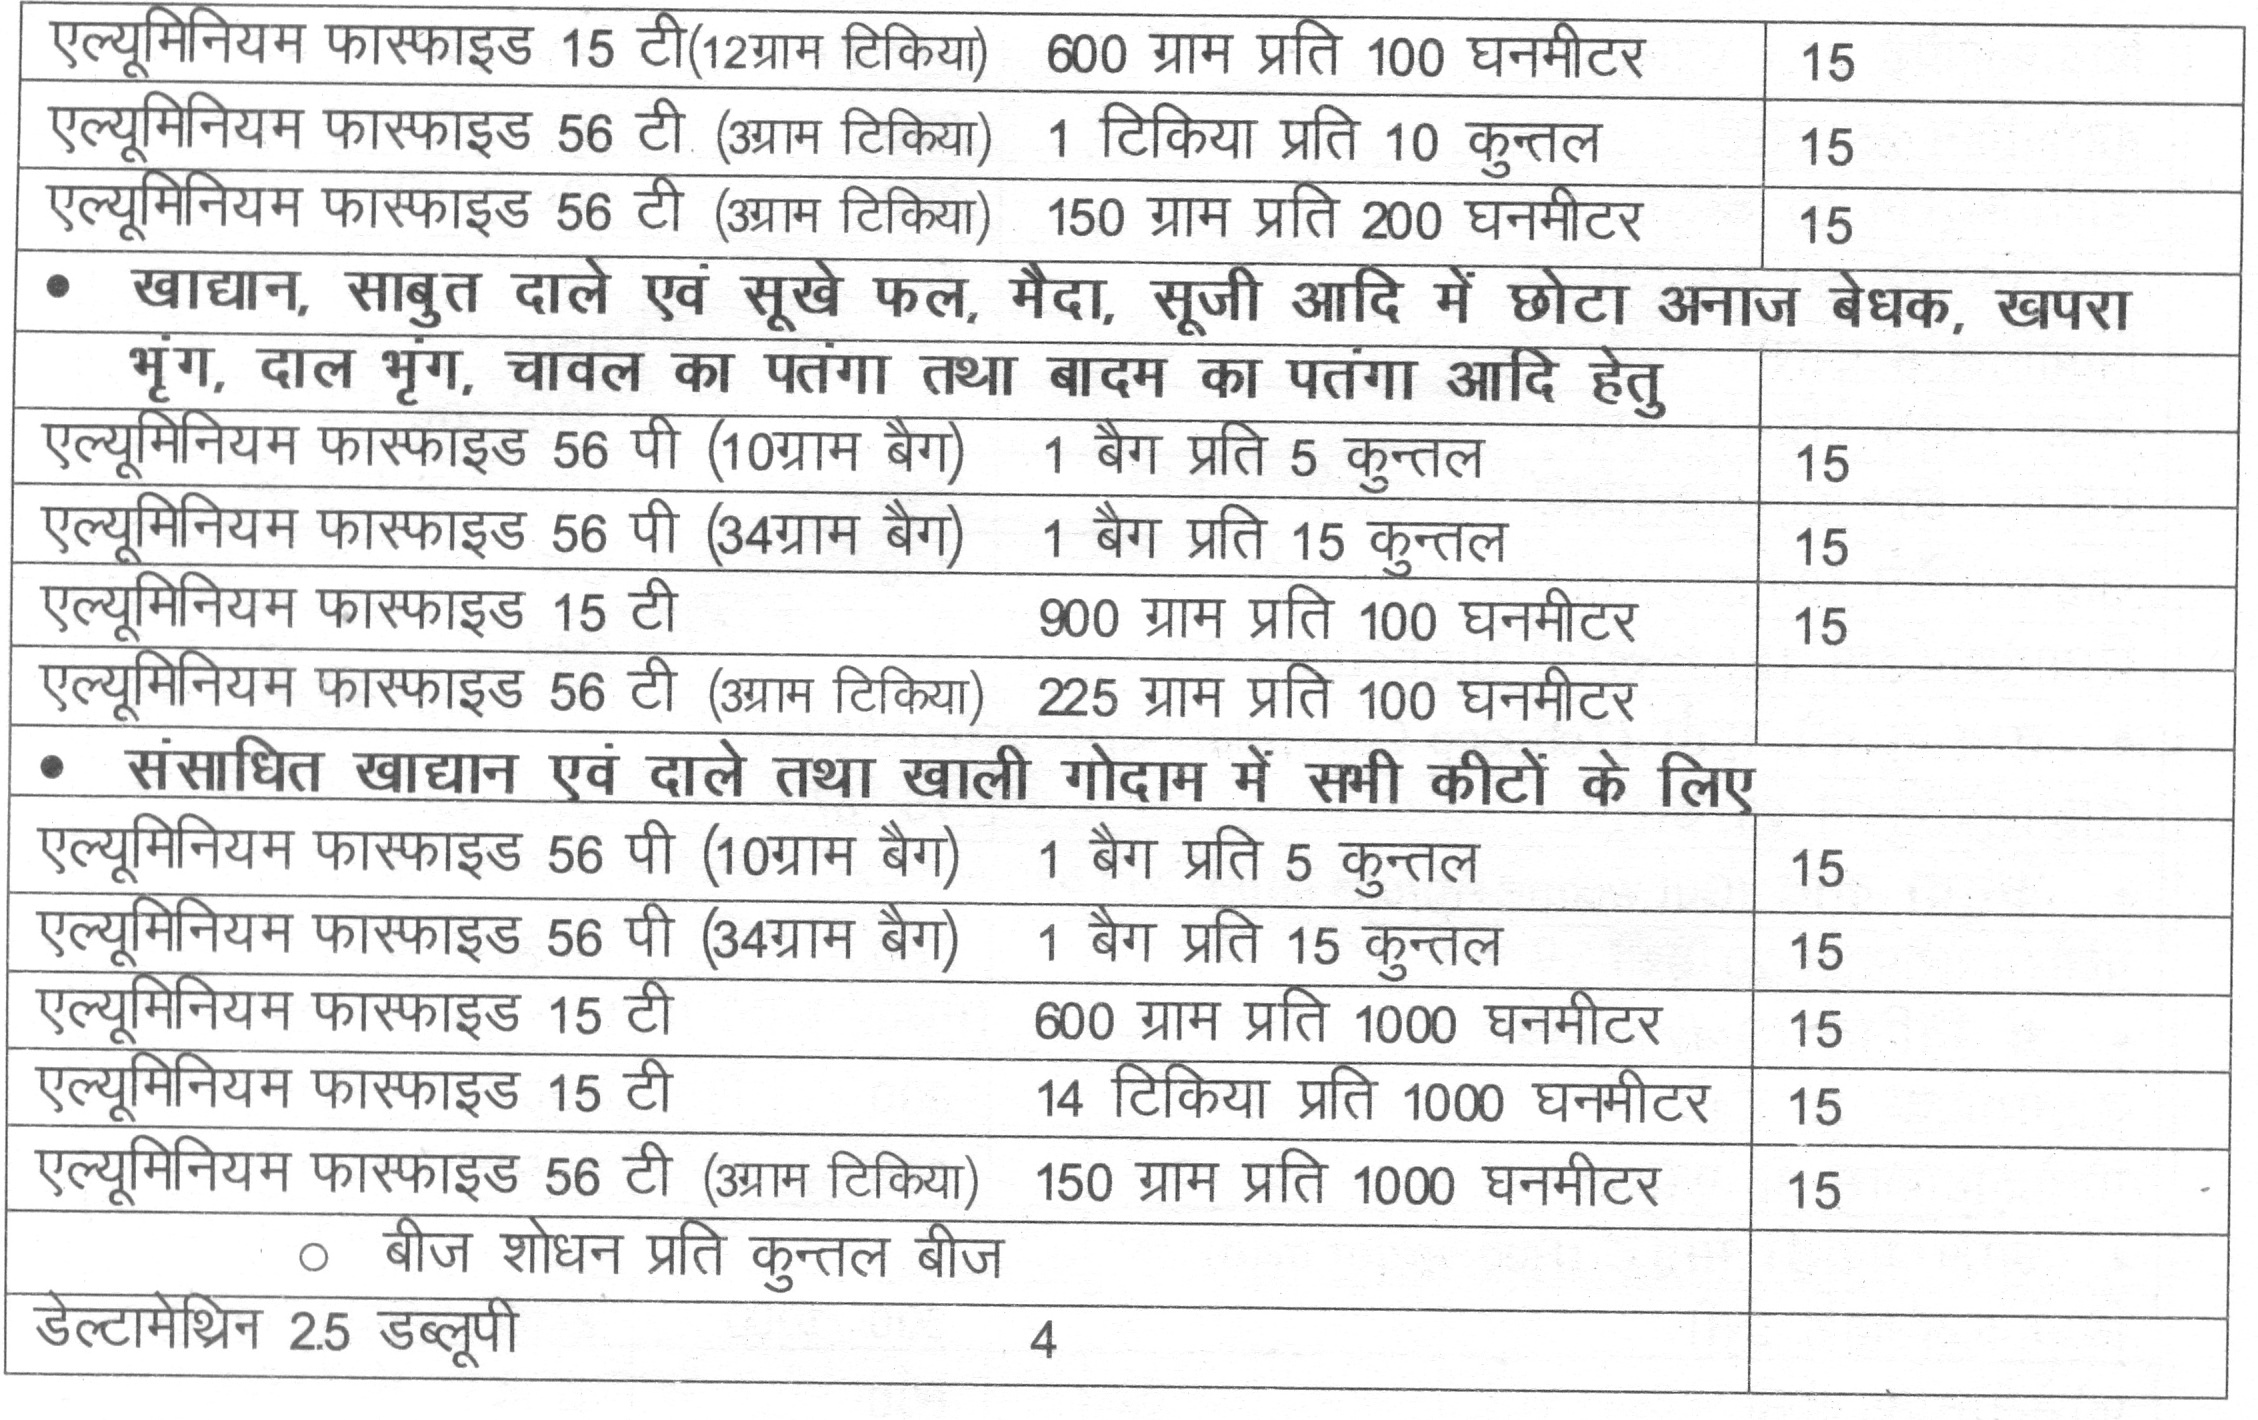 एल्यूमिनियम फास्फाइड 15 टी(12ग्राम टिकिया) 600 ग्राम प्रति 100 घनमीटर 15
एल्यूमिनियम फास्फाइड 56 टी (3ग्राम टिकिया) 1 टिकिया प्रति 10 कुन्तल 15
एल्यूमिनियम फास्फाइड 56 टी (3ग्राम टिकिया) 150 ग्राम प्रति 200 घनमीटर 15
• खाद्यान, साबुत दाले एवं सूखे फल, मैदा, सूजी आदि में छोटा अनाज बेधक, खपरा
भृंग, दाल भृंग, चावल का पतंगा तथा बादम का पतंगा आदि हेतु
एल्यूमिनियम फास्फाइड 56 पी (10ग्राम बैग) 1 बैग प्रति 5 कुन्तल 15
एल्यूमिनियम फास्फाइड 56 पी (34ग्राम बैग) 1 बैग प्रति 15 कुन्तल 15
एल्यूमिनियम फास्फाइड 15 टी 900 ग्राम प्रति 100 घनमीटर 15
एल्यूमिनियम फास्फाइड 56 टी (3ग्राम टिकिया) 225 ग्राम प्रति 100 घनमीटर
• संसाधित खाद्यान एवं दाले तथा खाली गोदाम में सभी कीटों के लिए
एल्यूमिनियम फास्फाइड 56 पी (10ग्राम बैग) 1 बैग प्रति 5 कुन्तल 15
एल्यूमिनियम फास्फाइड 56 पी (34ग्राम बैग) 1 बैग प्रति 15 कुन्तल 15
एल्यूमिनियम फास्फाइड 15 टी 600 ग्राम प्रति 1000 घनमीटर 15
एल्यूमिनियम फास्फाइड 15 टी 14 टिकिया प्रति 1000 घनमीटर 15
एल्यूमिनियम फास्फाइड 56 टी (3ग्राम टिकिया) 150 ग्राम प्रति 1000 घनमीटर 15
○ बीज शोधन प्रति कुन्तल बीज
डेल्टामेथ्रिन 2.5 डब्लूपी 4